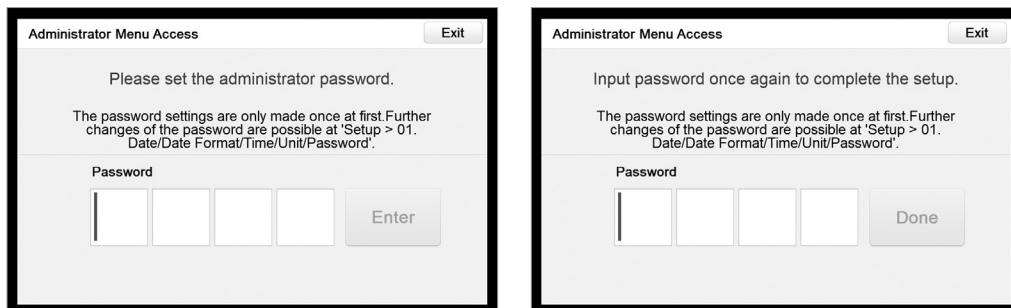 Administrator Menu Access
Exit
Please set the administrator password.
The password settings are only made once at first.Further
changes of the password are possible at 'Setup > 01.
Date/Date Format/Time/Unit/Password'.
Password
Enter
Administrator Menu Access
Exit
Input password once again to complete the setup.
The password settings are only made once at first.Further
changes of the password are possible at 'Setup > 01.
Date/Date Format/Time/Unit/Password'.
Password
Done